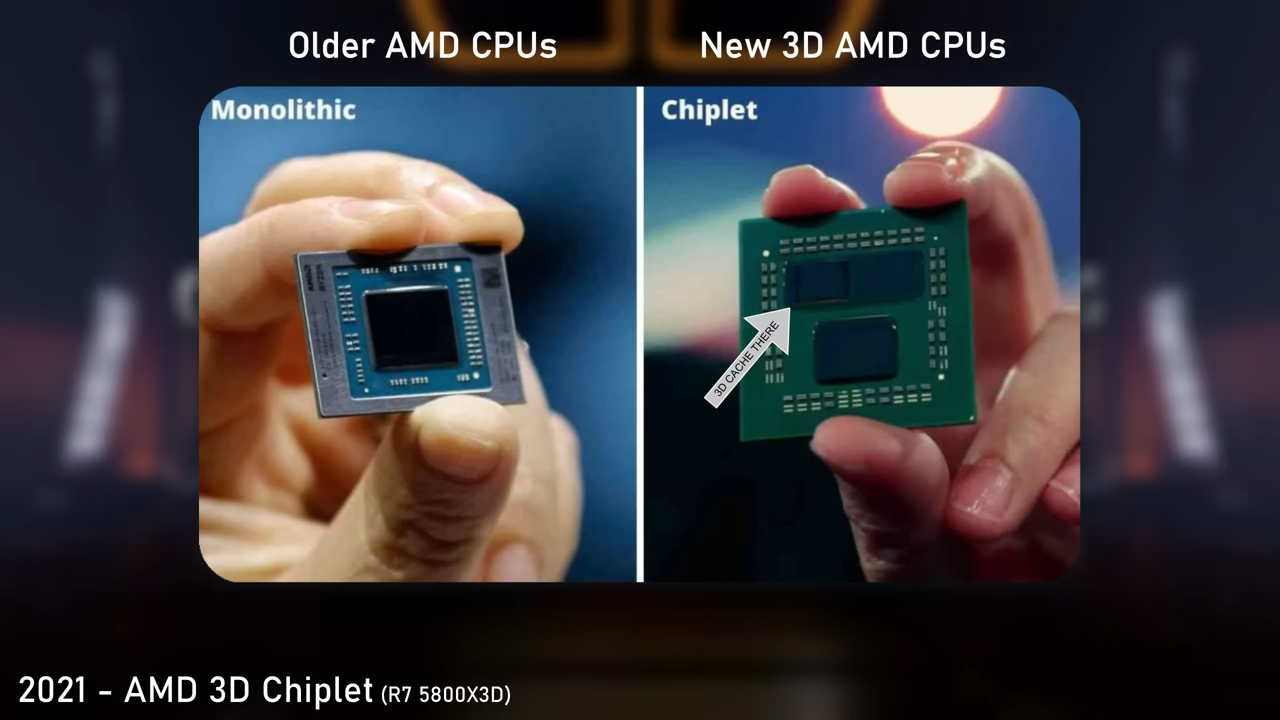 Older AMD CPUs
New 3D AMD CPUs
Monolithic
Chiplet
3D CACHE THERE
2021 - AMD 3D Chiplet (R7 5800X3D)